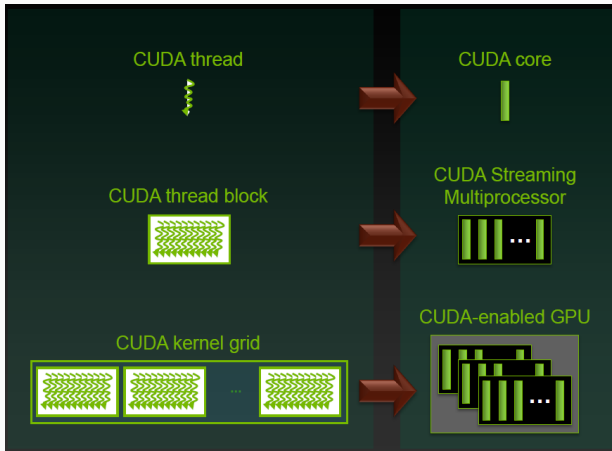 CUDA thread
CUDA core
CUDA thread block
CUDA Streaming
Multiprocessor
...
CUDA kernel grid
CUDA-enabled GPU
...
...